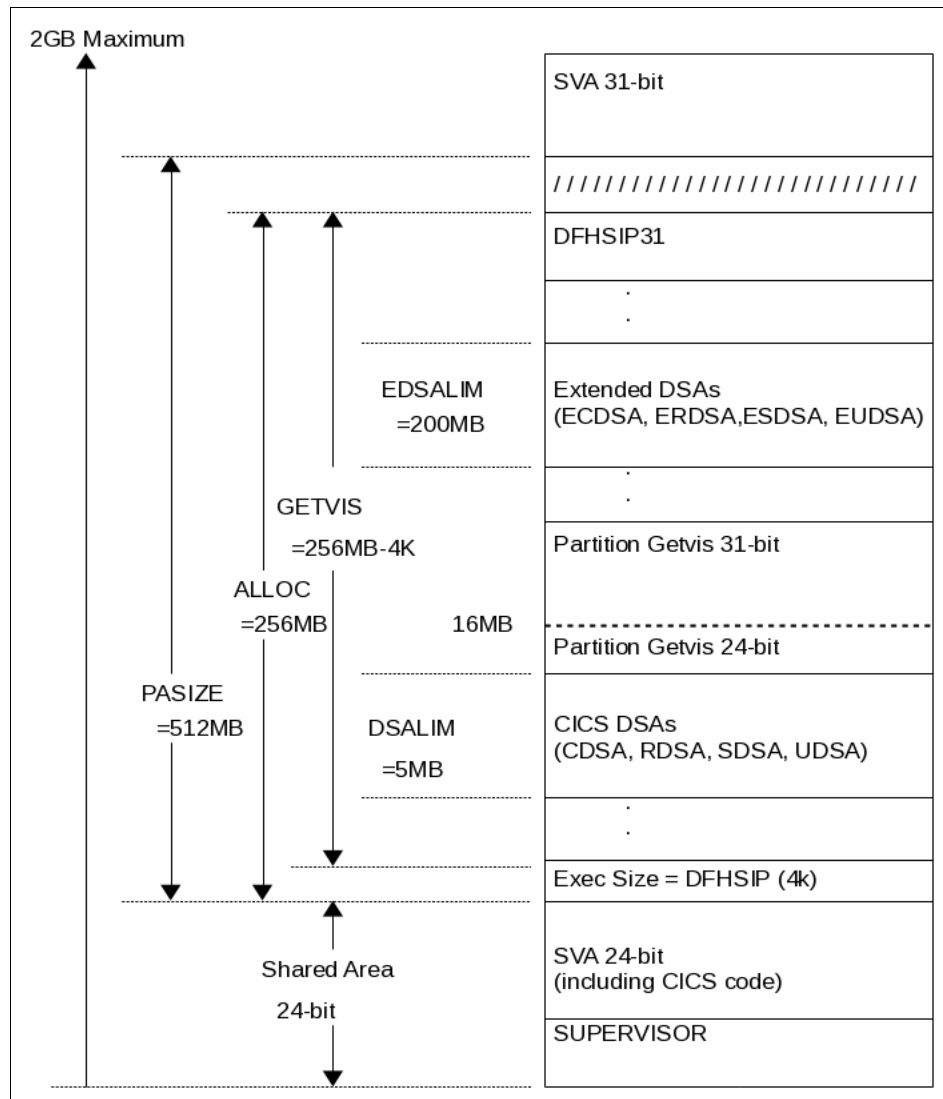 2GB Maximum
SVA 31-bit
/ / / / / / / / / / / / / / / / / / / / / / / / / / / /
DFHSIP31
.
.
EDSALIM
=200MB
Extended DSAs
(ECDSA, ERDSA,ESDSA, EUDSA)
.
.
GETVIS
=256MB-4K
Partition Getvis 31-bit
ALLOC
=256MB
16MB
Partition Getvis 24-bit
PASIZE
=512MB
DSALIM
=5MB
CICS DSAs
(CDSA, RDSA, SDSA, UDSA)
.
.
Exec Size = DFHSIP (4k)
Shared Area
24-bit
SVA 24-bit
(including CICS code)
SUPERVISOR